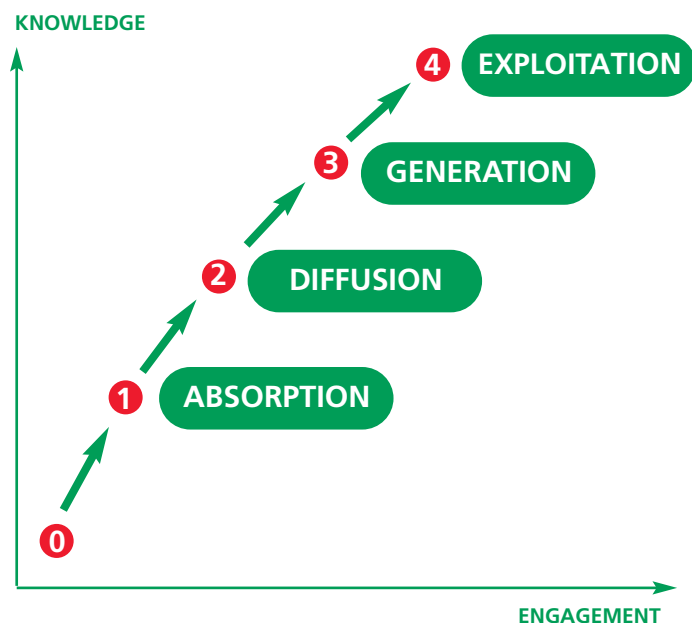 KNOWLEDGE
4 EXPLOITATION
3 GENERATION
2 DIFFUSION
1 ABSORPTION
0
ENGAGEMENT